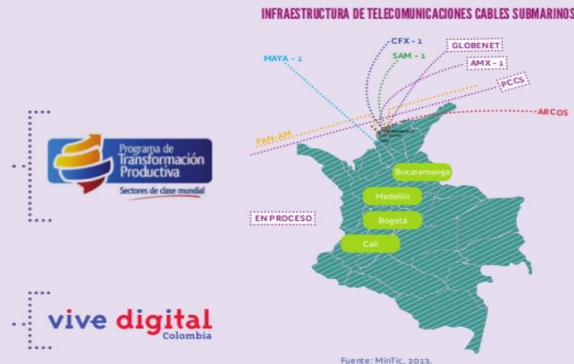 INFRAESTRUCTURA DE TELECOMUNICACIONES CABLES SUBMARINOS
CFX - 1
GLOBENET
MAYA - 1
SAM - 1
AMX - 1
PCCS
ARCOS
PAN-AM
Programa de
Transformación
Productiva
Sectores de clase mundial
Bucaramanga
Medellín
EN PROCESO
Bogotá
Cali
vive digital
Colombia
Fuente: MinTic, 2013.